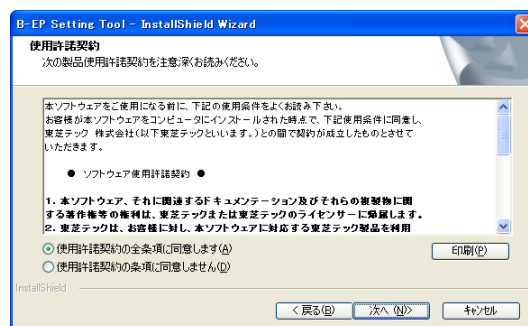 B-EP Setting Tool - InstallShield Wizard
使用許諾契約
次の製品使用許諾契約を注意深くお読みください。
本ソフトウェアをご使用になる前に、下記の使用条件をよくお読み下さい。
お客様が本ソフトウェアをコンピュータにインストールされた時点で、下記使用条件に同意し、
東芝テック 株式会社(以下東芝テックといいます。)との間で契約が成立したものとさせて
いただきます。
● ソフトウェア使用許諾契約 ●
1. 本ソフトウェア、それに関連するドキュメンテーション及びそれらの複製物に関
する著作権等の権利は、東芝テックまたは東芝テックのライセンサーに帰属します。
2. 東芝テックは、お客様に対し、本ソフトウェアに対応する東芝テック製品を利用
使用許諾契約の全条項に同意します(A)
印刷(P)
使用許諾契約の条項に同意しません(D)
InstallShield
< 戻る(B)
次へ (N)>
キャンセル